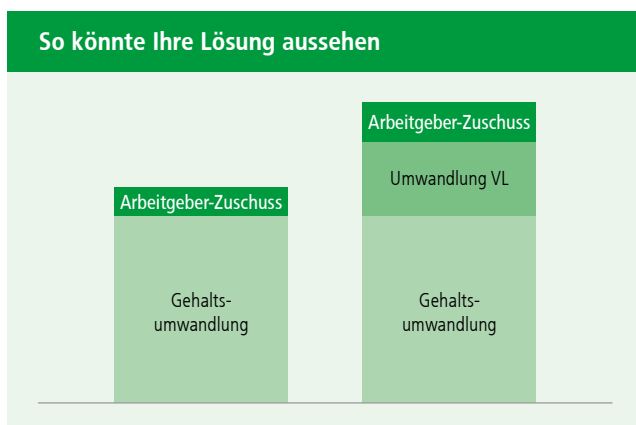 So könnte Ihre Lösung aussehen
Arbeitgeber-Zuschuss
Gehalts-
umwandlung
Arbeitgeber-Zuschuss
Umwandlung VL
Gehalts-
umwandlung